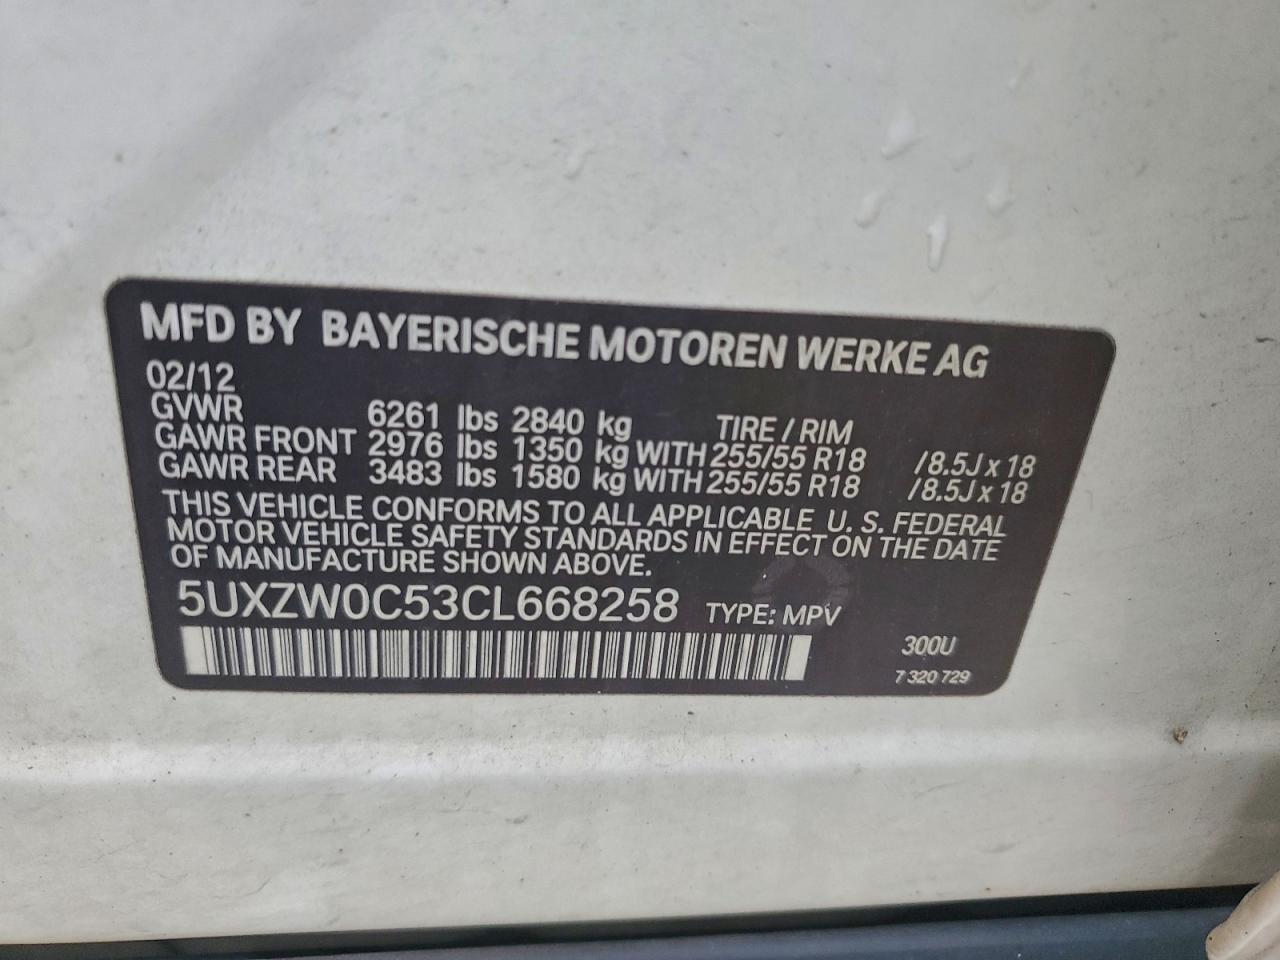 MFD BY BAYERISCHE MOTOREN WERKE AG
02/12
GVWR 6261 lbs 2840 kg TIRE / RIM
GAWR FRONT 2976 lbs 1350 kg WITH 255/55 R18 /8.5J x 18
GAWR REAR 3483 lbs 1580 kg WITH 255/55 R18 /8.5J x 18
THIS VEHICLE CONFORMS TO ALL APPLICABLE U. S. FEDERAL
MOTOR VEHICLE SAFETY STANDARDS IN EFFECT ON THE DATE
OF MANUFACTURE SHOWN ABOVE.
5UXZW0C53CL668258 TYPE: MPV
300U
7 320 729